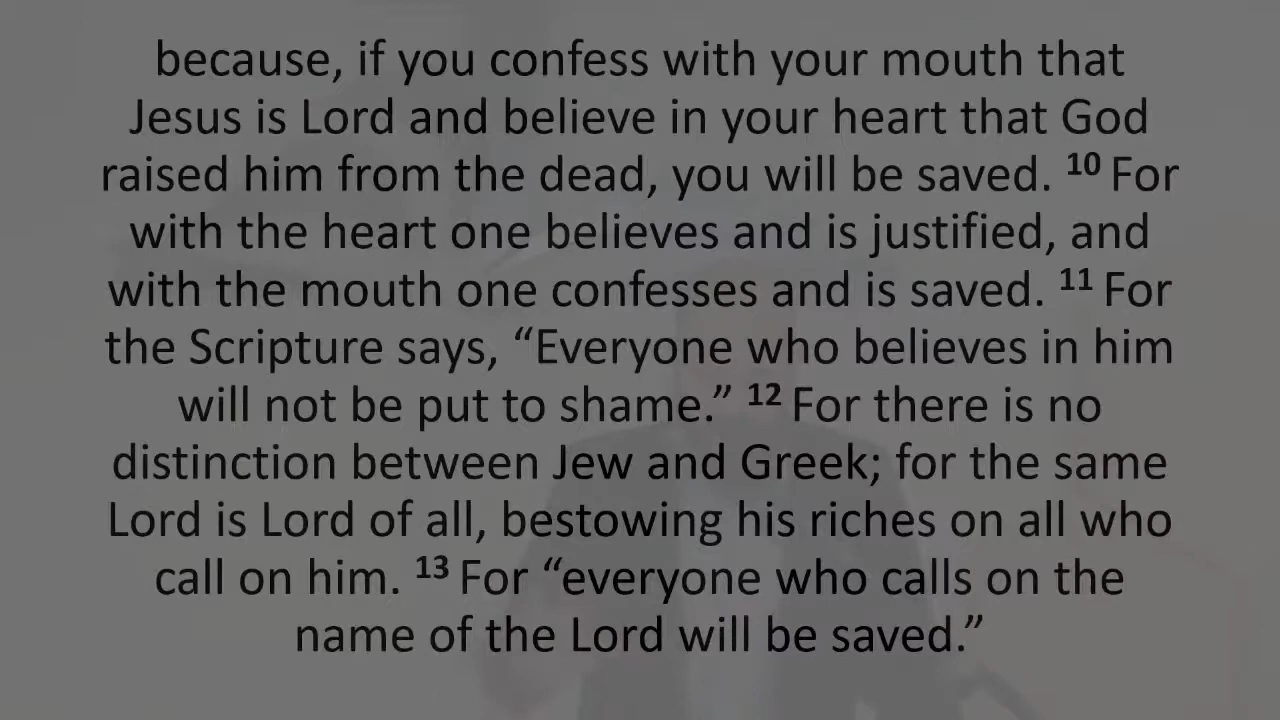 because, if you confess with your mouth that
Jesus is Lord and believe in your heart that God
raised him from the dead, you will be saved. 10 For
with the heart one believes and is justified, and
with the mouth one confesses and is saved. 11 For
the Scripture says, “Everyone who believes in him
will not be put to shame.” 12 For there is no
distinction between Jew and Greek; for the same
Lord is Lord of all, bestowing his riches on all who
call on him. 13 For “everyone who calls on the
name of the Lord will be saved.”